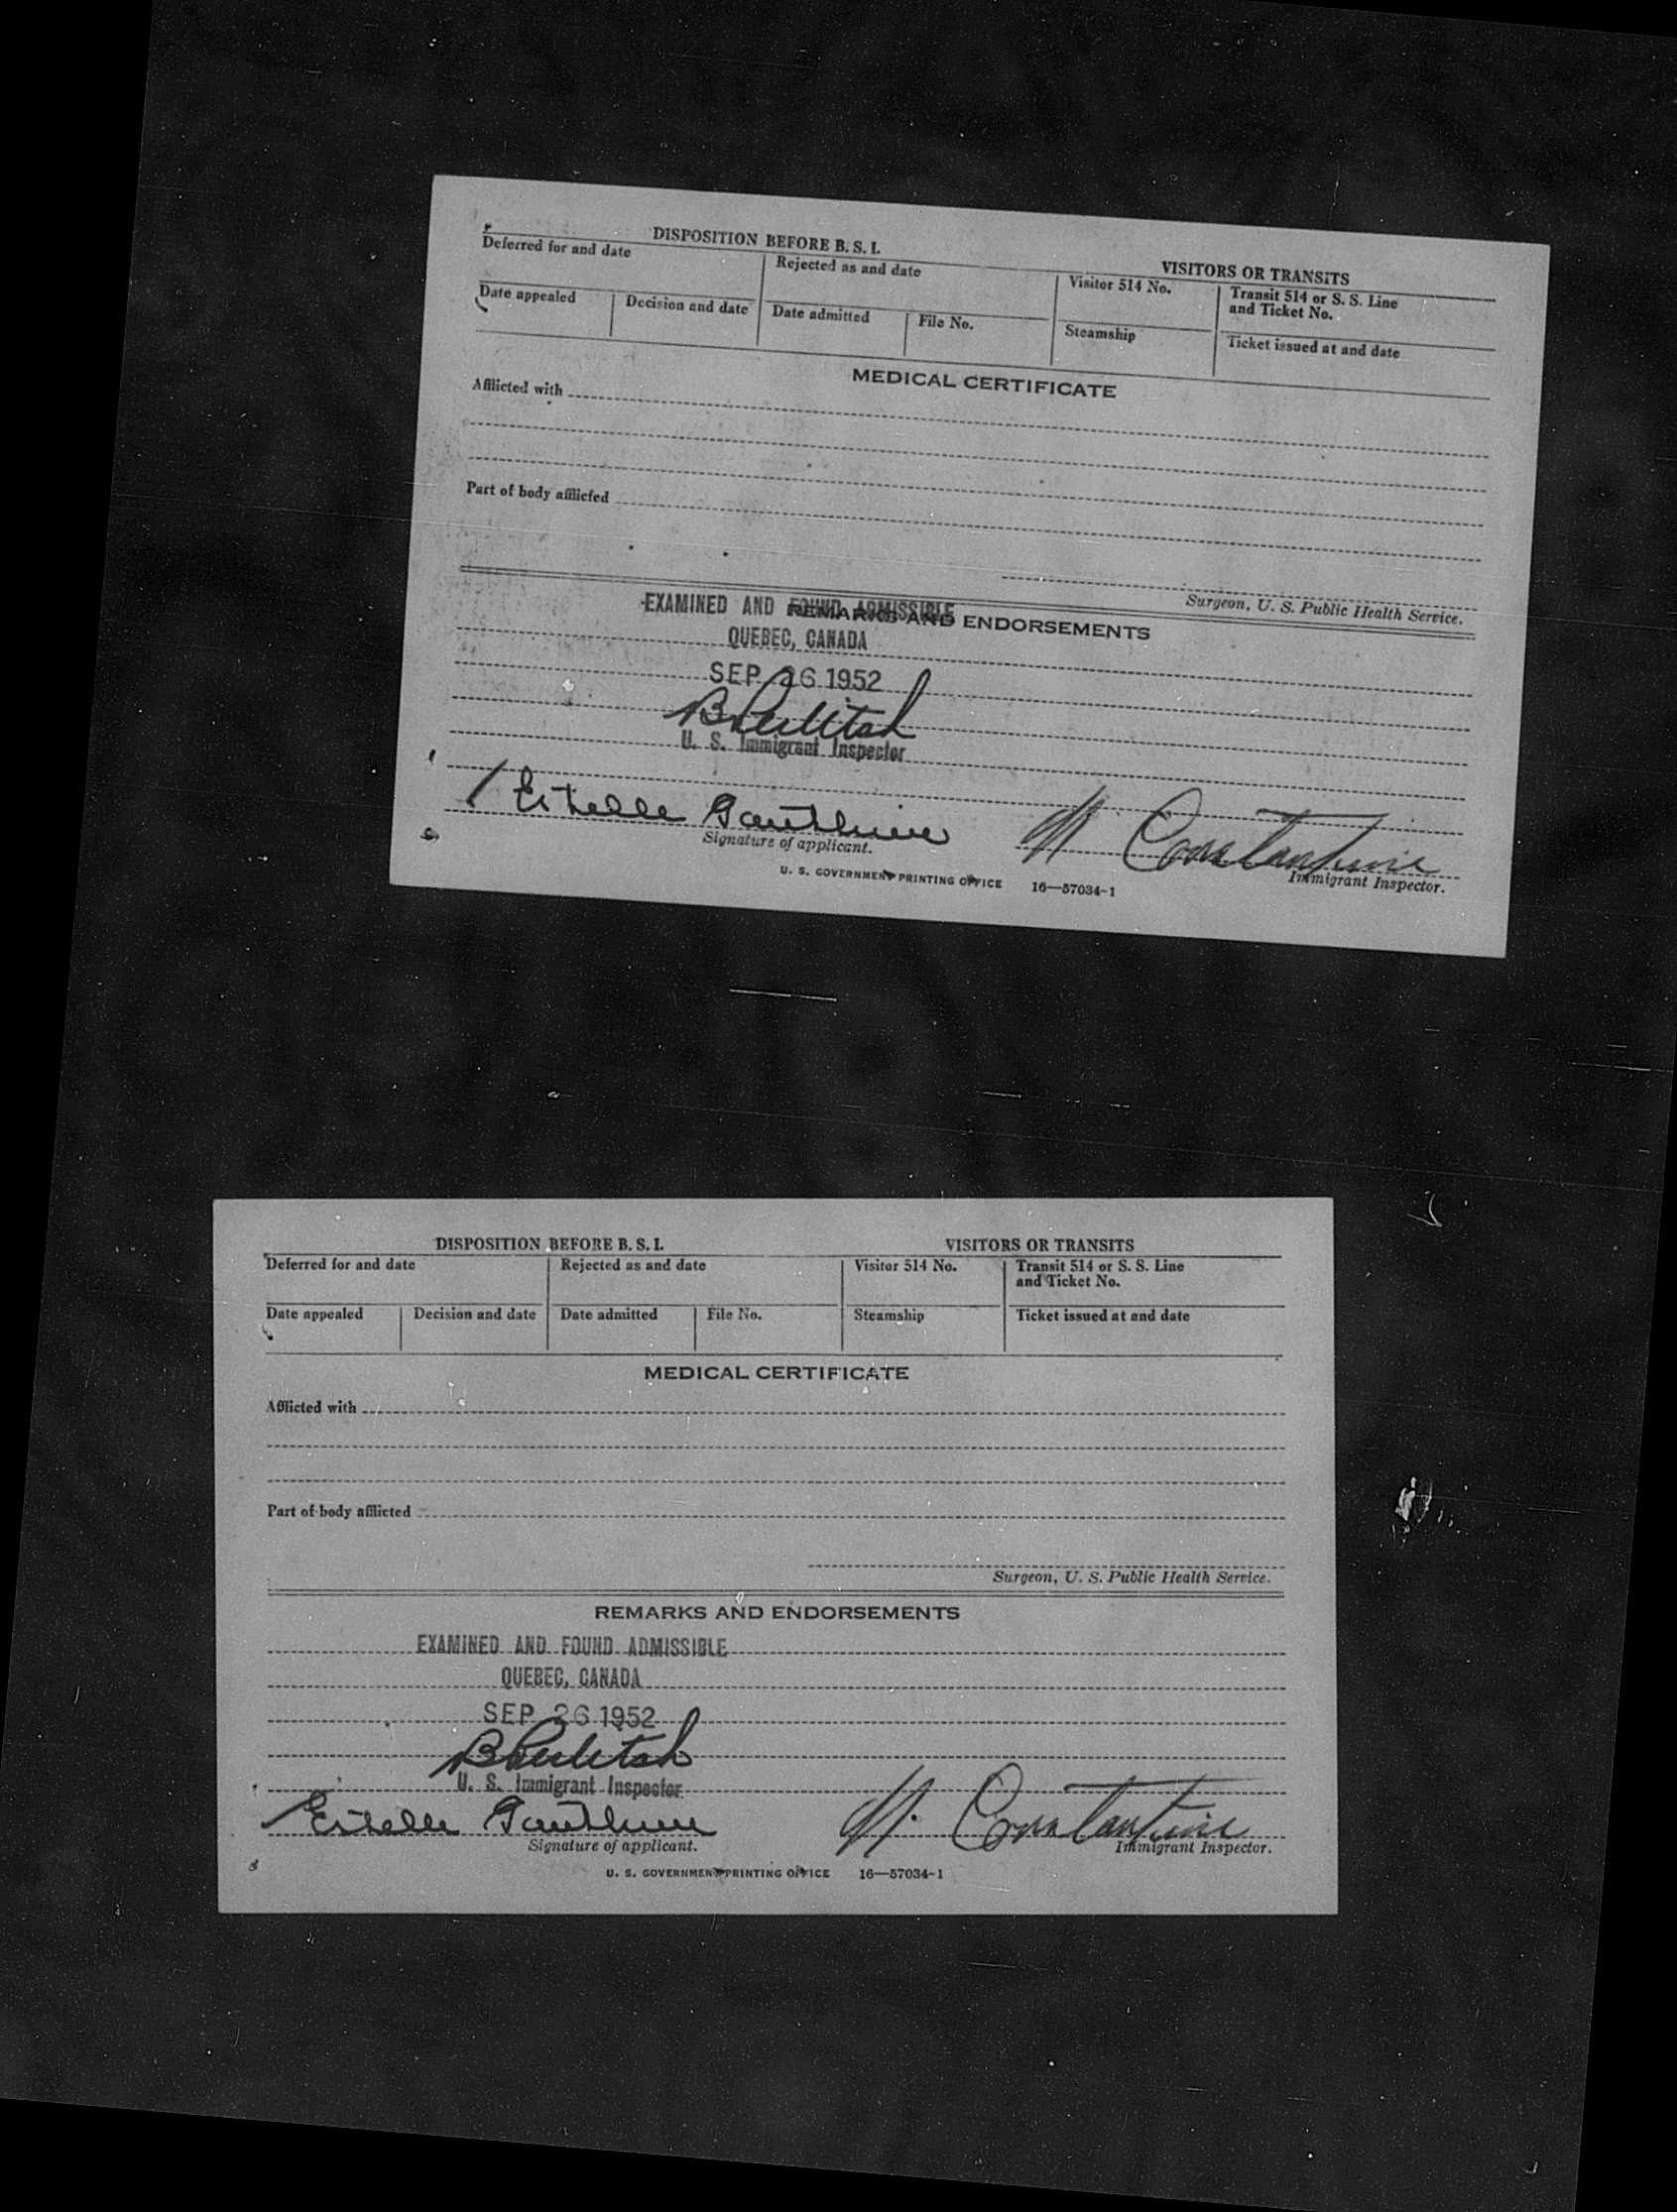 DISPOSITION BEFORE B. S. I.
VISITORS OR TRANSITS
Deferred for and date
Rejected as and date
Visitor 514 No.
Transit 514 or S. S. Line
and Ticket No.
Date appealed
Decision and date
Date admitted
File No.
Steamship
Ticket issued at and date
MEDICAL CERTIFICATE
Afflicted with
Part of body afflicted
Surgeon, U. S. Public Health Service.
REMARKS AND ENDORSEMENTS
EXAMINED AND FOUND ADMISSIBLE
QUEBEC, CANADA
SEP 26 1952
U. S. Immigrant Inspector
Estelle Gauthier
Constantine
Signature of applicant.
Immigrant Inspector.
U. S. GOVERNMENT PRINTING OFFICE 16—57034-1
DISPOSITION BEFORE B. S. I.
VISITORS OR TRANSITS
Deferred for and date
Rejected as and date
Visitor 514 No.
Transit 514 or S. S. Line
and Ticket No.
Date appealed
Decision and date
Date admitted
File No.
Steamship
Ticket issued at and date
MEDICAL CERTIFICATE
Afflicted with
Part of body afflicted
Surgeon, U. S. Public Health Service.
REMARKS AND ENDORSEMENTS
EXAMINED AND FOUND ADMISSIBLE
QUEBEC, CANADA
SEP 26 1952
U. S. Immigrant Inspector
Estelle Gauthier
Constantine
Signature of applicant.
Immigrant Inspector.
U. S. GOVERNMENT PRINTING OFFICE 16—57034-1